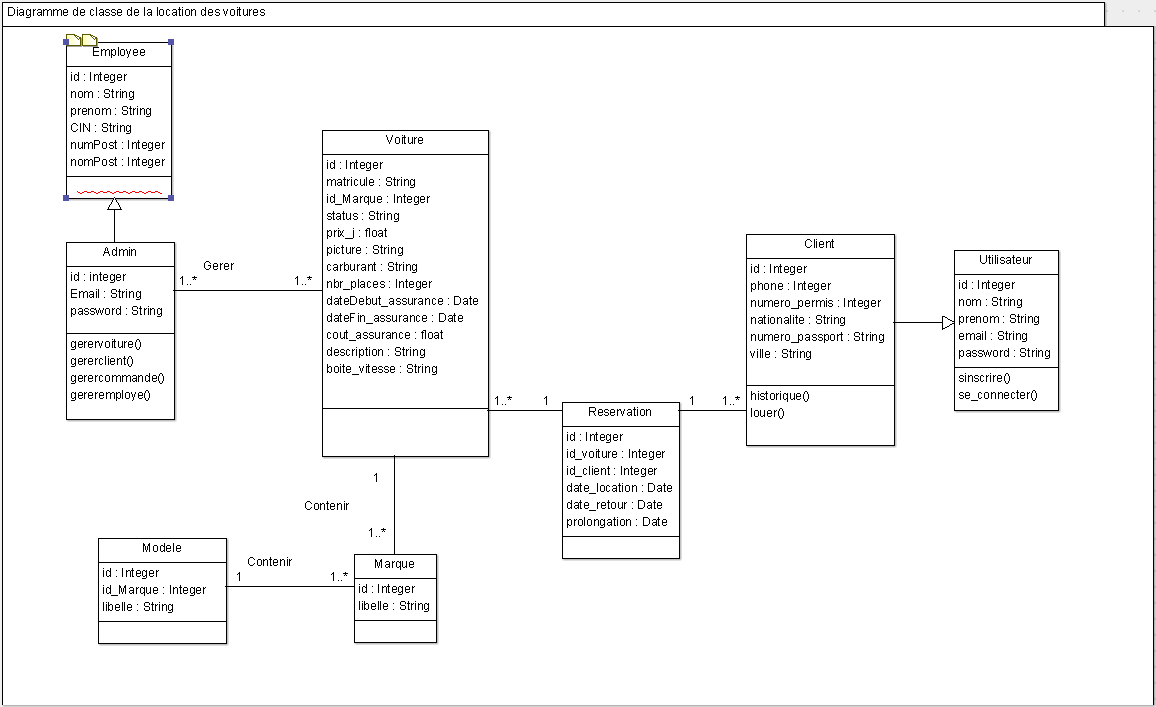 Diagramme de classe de la location des voitures
Employee
id : Integer
nom : String
prenom : String
CIN : String
numPost : Integer
nomPost : Integer
Admin
id : integer
Email : String
password : String
gerervoiture()
gererclient()
gerercommande()
gereremploye()
Gerer
1..*
1..*
Voiture
id : Integer
matricule : String
id_Marque : Integer
status : String
prix_j : float
picture : String
carburant : String
nbr_places : Integer
dateDebut_assurance : Date
dateFin_assurance : Date
cout_assurance : float
description : String
boite_vitesse : String
1..*
1
Reservation
id : Integer
id_voiture : Integer
id_client : Integer
date_location : Date
date_retour : Date
prolongation : Date
1
1..*
Client
id : Integer
phone : Integer
numero_permis : Integer
nationalite : String
numero_passport : String
ville : String
historique()
louer()
Utilisateur
id : Integer
nom : String
prenom : String
email : String
password : String
sinscrire()
se_connecter()
1
Contenir
1..*
Modele
id : Integer
id_Marque : Integer
libelle : String
Contenir
1
1..*
Marque
id : Integer
libelle : String